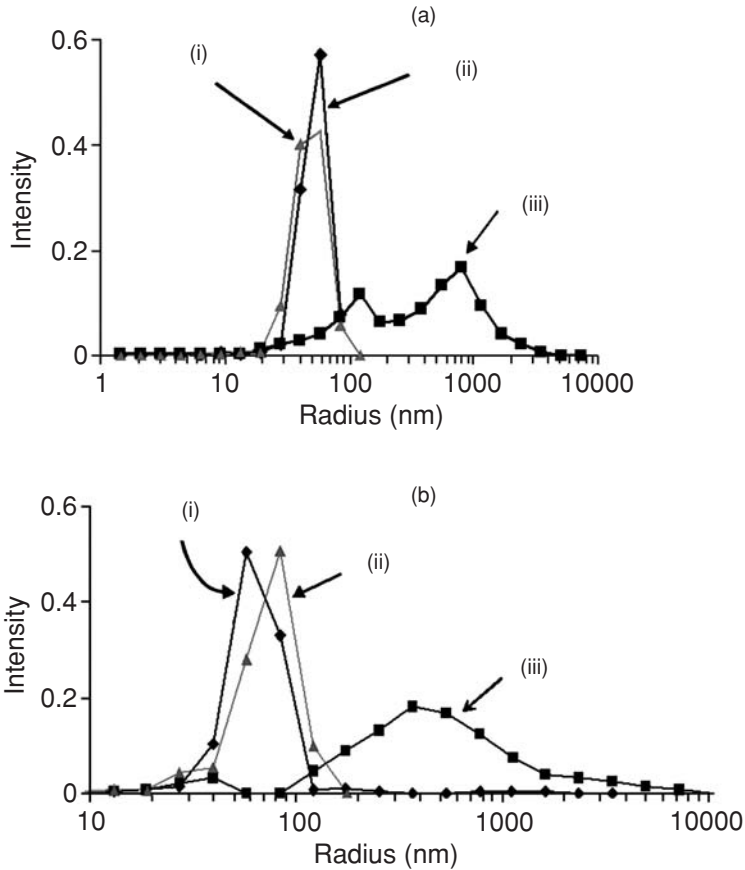 (a)
0.6
(i)
(ii)
0.4
Intensity
(iii)
0.2
0
1 10 100 1000 10000
Radius (nm)
(b)
0.6
(i)
(ii)
0.4
Intensity
(iii)
0.2
0
10 100 1000 10000
Radius (nm)